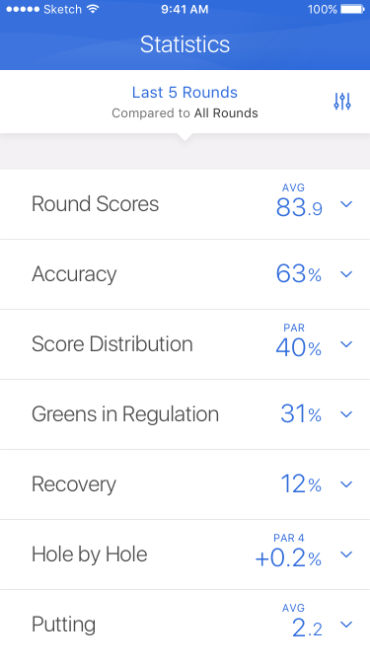 Sketch 9:41 AM 100%
Statistics
Last 5 Rounds
Compared to All Rounds
AVG
Round Scores 83.9
Accuracy 63%
PAR
Score Distribution 40%
Greens in Regulation 31%
Recovery 12%
PAR 4
Hole by Hole +0.2%
AVG
Putting 2.2